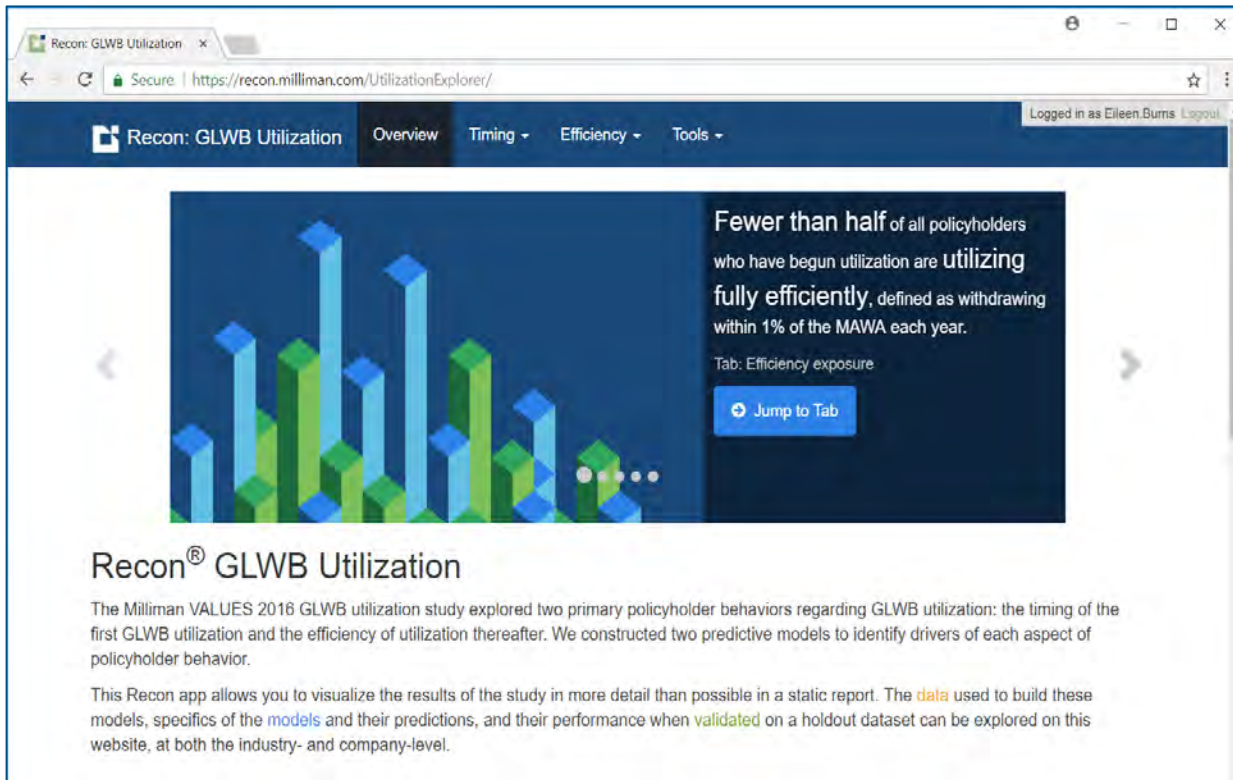 Recon: GLWB Utilization
Secure | https://recon.milliman.com/UtilizationExplorer/
Logged in as Eileen.Burns Logout
Recon: GLWB Utilization Overview Timing Efficiency Tools
Fewer than half of all policyholders
who have begun utilization are utilizing
fully efficiently, defined as withdrawing
within 1% of the MAWA each year.
Tab: Efficiency exposure
Jump to Tab
Recon® GLWB Utilization
The Milliman VALUES 2016 GLWB utilization study explored two primary policyholder behaviors regarding GLWB utilization: the timing of the
first GLWB utilization and the efficiency of utilization thereafter. We constructed two predictive models to identify drivers of each aspect of
policyholder behavior.
This Recon app allows you to visualize the results of the study in more detail than possible in a static report. The data used to build these
models, specifics of the models and their predictions, and their performance when validated on a holdout dataset can be explored on this
website, at both the industry- and company-level.